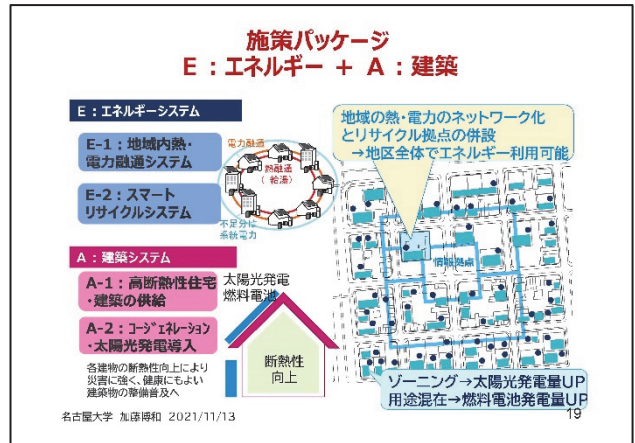 施策パッケージ
E：エネルギー ＋ A：建築
E：エネルギーシステム
E-1：地域内熱・
電力融通システム
E-2：スマート
リサイクルシステム
電力融通
熱融通
（給湯）
不足分は
系統電力
A：建築システム
A-1：高断熱性住宅
・建築の供給
A-2：コージェネレーション
・太陽光発電導入
各建物の断熱性向上により
災害に強く、健康にもよい
建築物の整備普及へ
太陽光発電
燃料電池
断熱性
向上
地域の熱・電力のネットワーク化
とリサイクル拠点の併設
→地区全体でエネルギー利用可能
情報拠点
ゾーニング→太陽光発電量UP
用途混在→燃料電池発電量UP
名古屋大学 加藤博和 2021/11/13
19